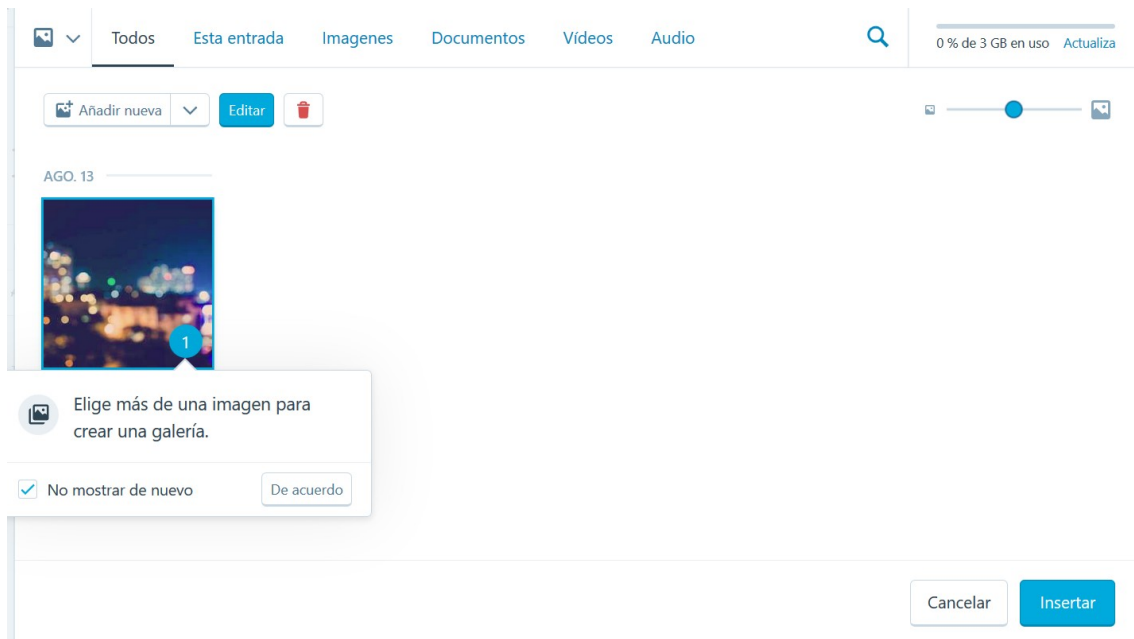 Todos Esta entrada Imagenes Documentos Vídeos Audio
0 % de 3 GB en uso Actualiza
Añadir nueva Editar
AGO. 13
1
Elige más de una imagen para
crear una galería.
No mostrar de nuevo De acuerdo
Cancelar Insertar